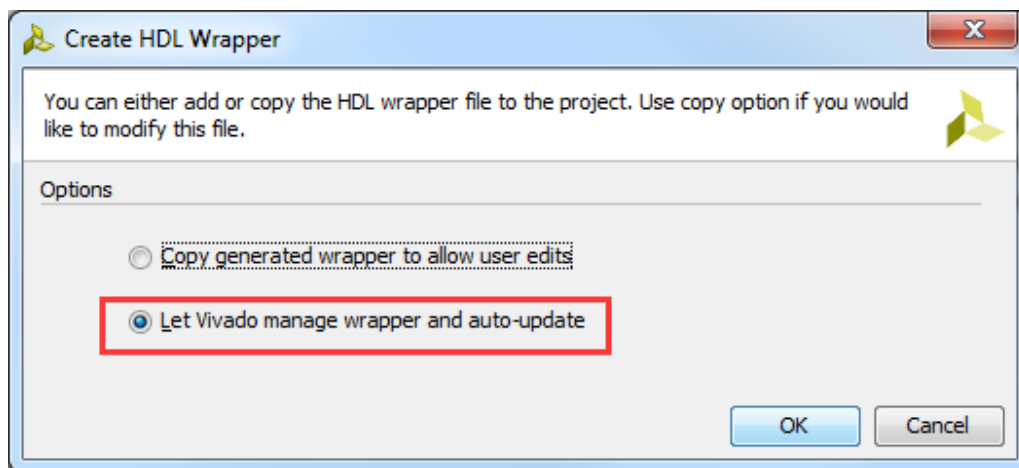 Create HDL Wrapper
You can either add or copy the HDL wrapper file to the project. Use copy option if you would
like to modify this file.
Options
Copy generated wrapper to allow user edits
Let Vivado manage wrapper and auto-update
OK
Cancel